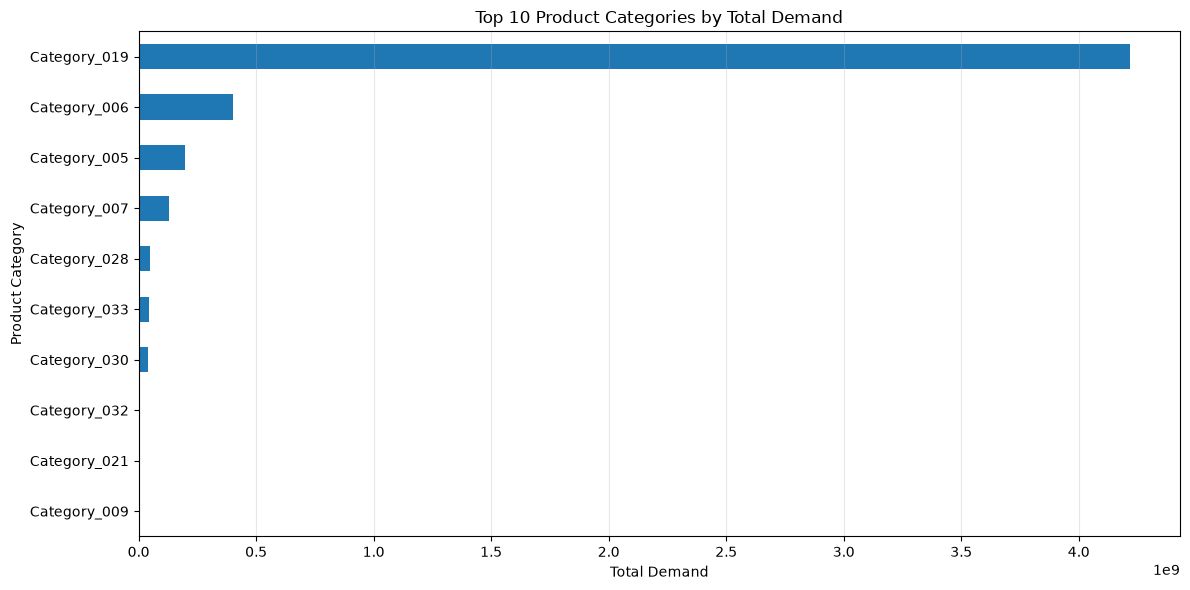 Top 10 Product Categories by Total Demand
Product Category
Category_019
Category_006
Category_005
Category_007
Category_028
Category_033
Category_030
Category_032
Category_021
Category_009
0.0 0.5 1.0 1.5 2.0 2.5 3.0 3.5 4.0
1e9
Total Demand